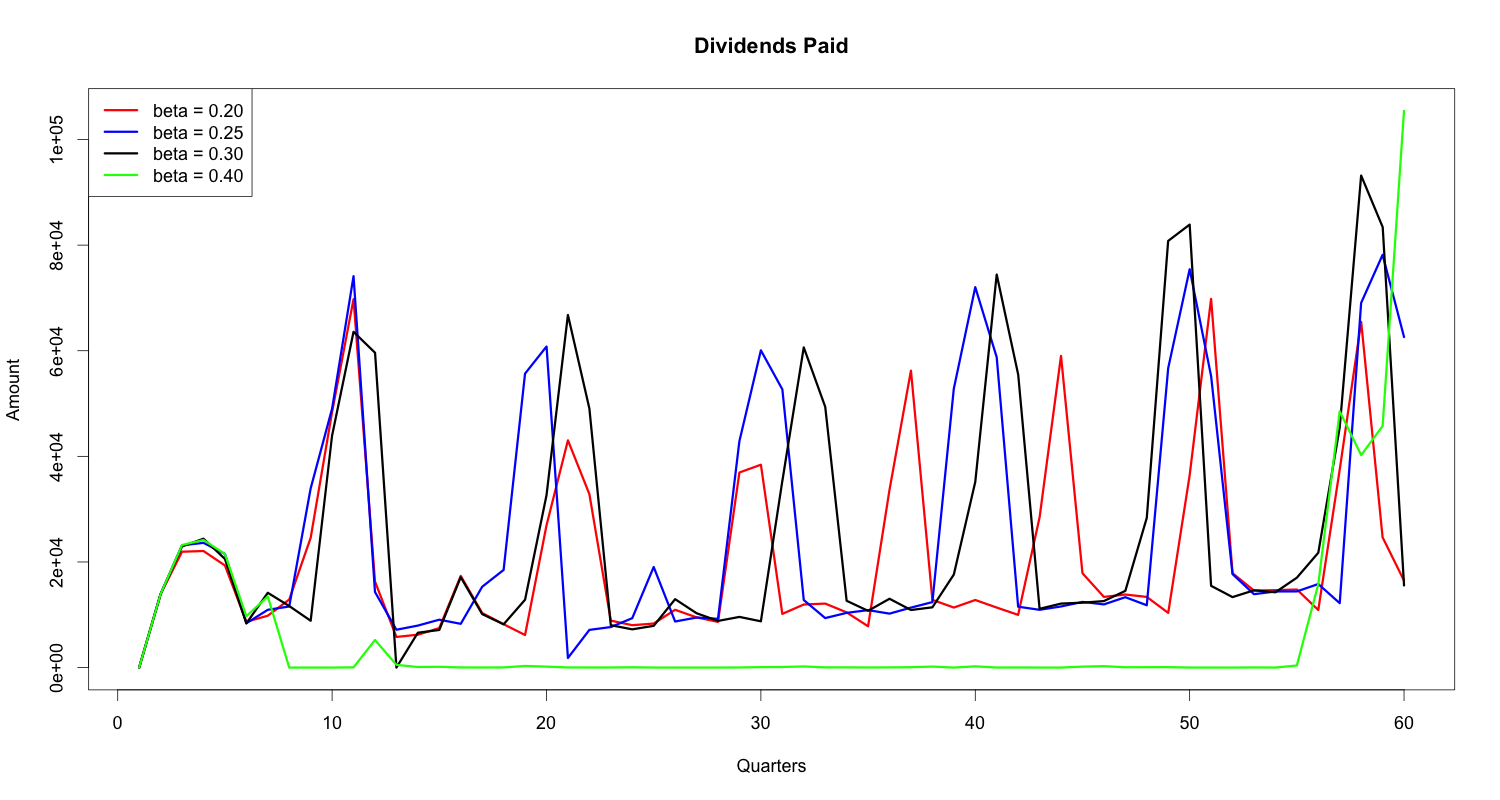 Dividends Paid
beta = 0.20
beta = 0.25
beta = 0.30
beta = 0.40
Amount
1e+05
8e+04
6e+04
4e+04
2e+04
0e+00
0 10 20 30 40 50 60
Quarters